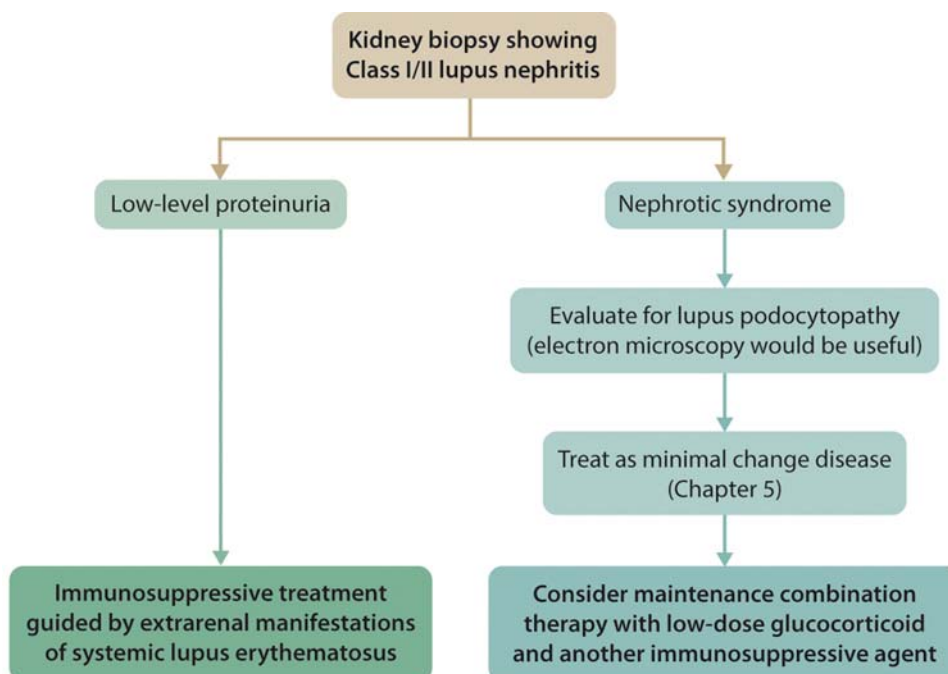 Kidney biopsy showing
Class I/II lupus nephritis
Low-level proteinuria
Nephrotic syndrome
Evaluate for lupus podocytopathy
(electron microscopy would be useful)
Treat as minimal change disease
(Chapter 5)
Immunosuppressive treatment
guided by extrarenal manifestations
of systemic lupus erythematosus
Consider maintenance combination
therapy with low-dose glucocorticoid
and another immunosuppressive agent